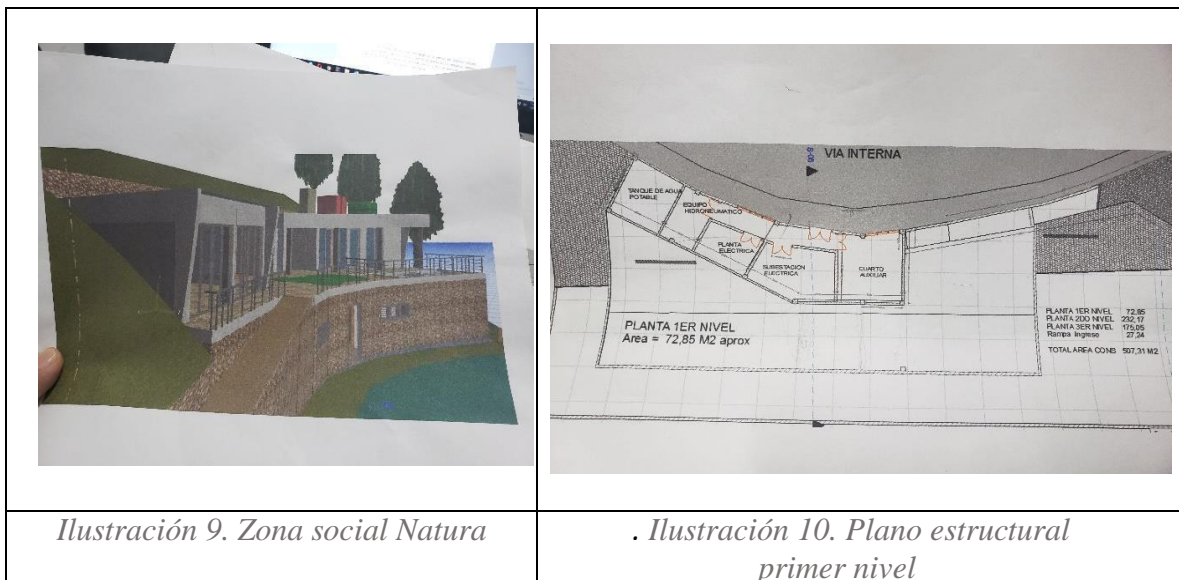 VIA INTERNA
TANQUE DE AGUA
POTABLE
EQUIPO
HIDRONEUMATICO
PLANTA
ELECTRICA
SUBESTACION
ELECTRICA
CUARTO
AUXILIAR
PLANTA 1ER NIVEL
Area = 72,85 M2 aprox
PLANTA 1ER NIVEL 72,85
PLANTA 2DO NIVEL 232,17
PLANTA 3ER NIVEL 175,05
Rampa Ingreso 27,24
TOTAL AREA CONS 507,31 M2
Ilustración 9. Zona social Natura
. Ilustración 10. Plano estructural
primer nivel